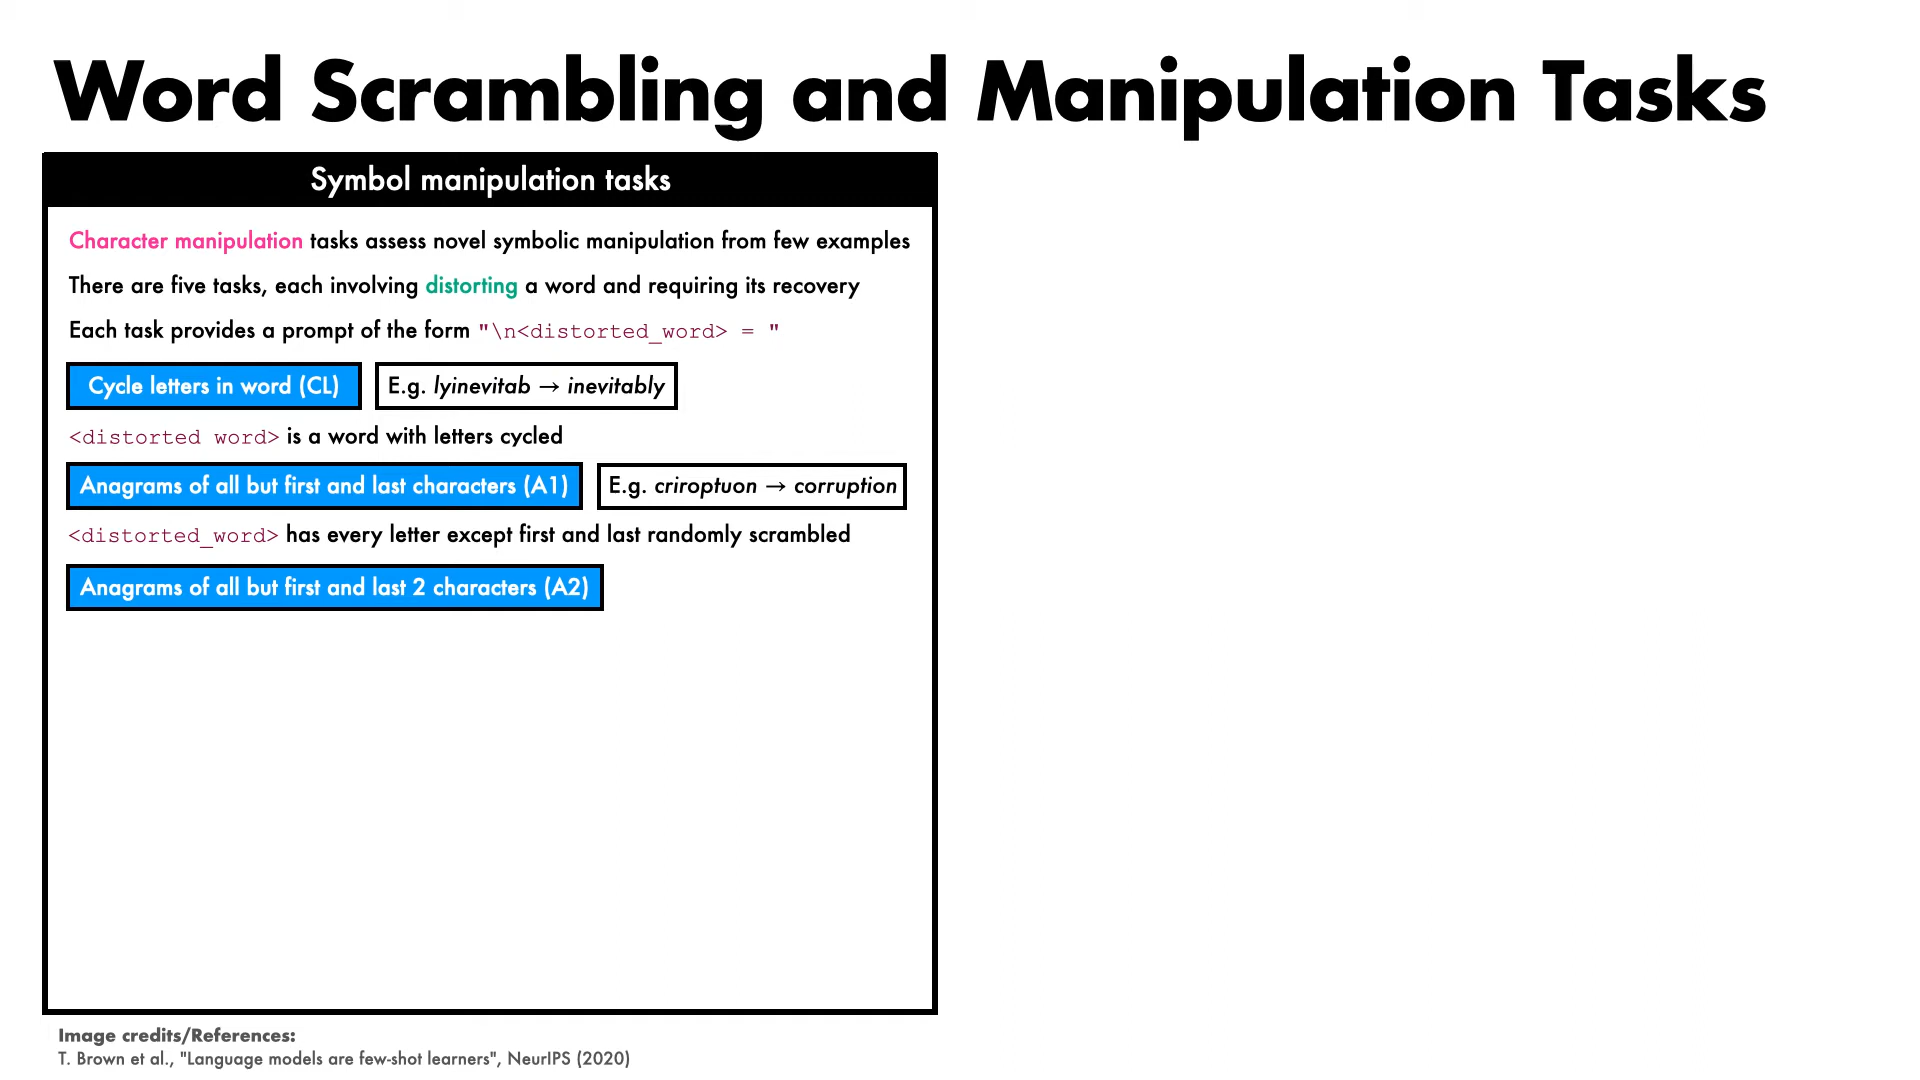 Word Scrambling and Manipulation Tasks
Symbol manipulation tasks
Character manipulation tasks assess novel symbolic manipulation from few examples
There are five tasks, each involving distorting a word and requiring its recovery
Each task provides a prompt of the form "\n<distorted_word> = "
Cycle letters in word (CL) E.g. lyinevitab → inevitably
<distorted word> is a word with letters cycled
Anagrams of all but first and last characters (A1) E.g. criroptuon → corruption
<distorted_word> has every letter except first and last randomly scrambled
Anagrams of all but first and last 2 characters (A2)
Image credits/References:
T. Brown et al., "Language models are few-shot learners", NeurIPS (2020)